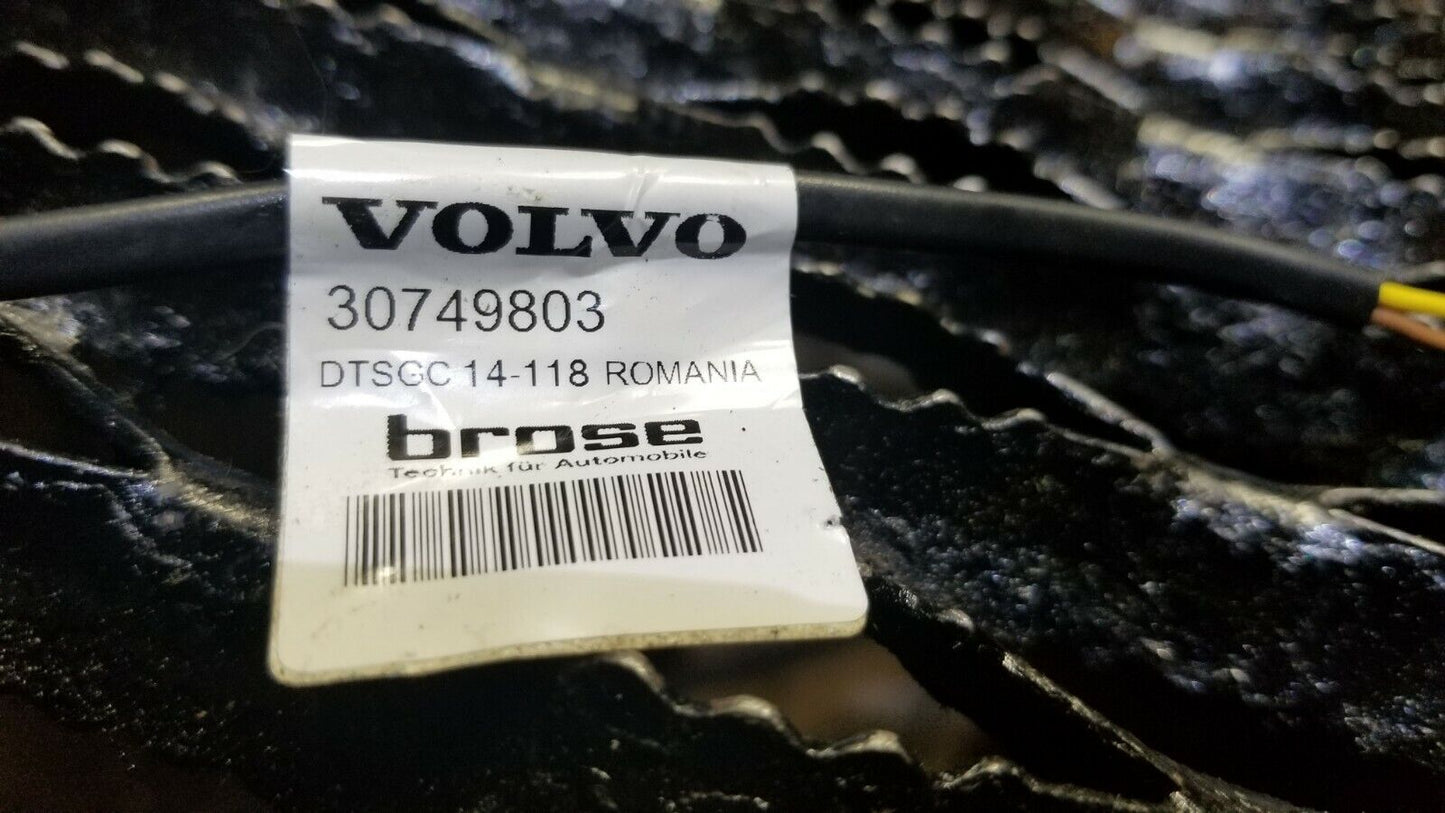 VOLVO
30749803
DTSGC 14-118 ROMANIA
brose
Technik für Automobile